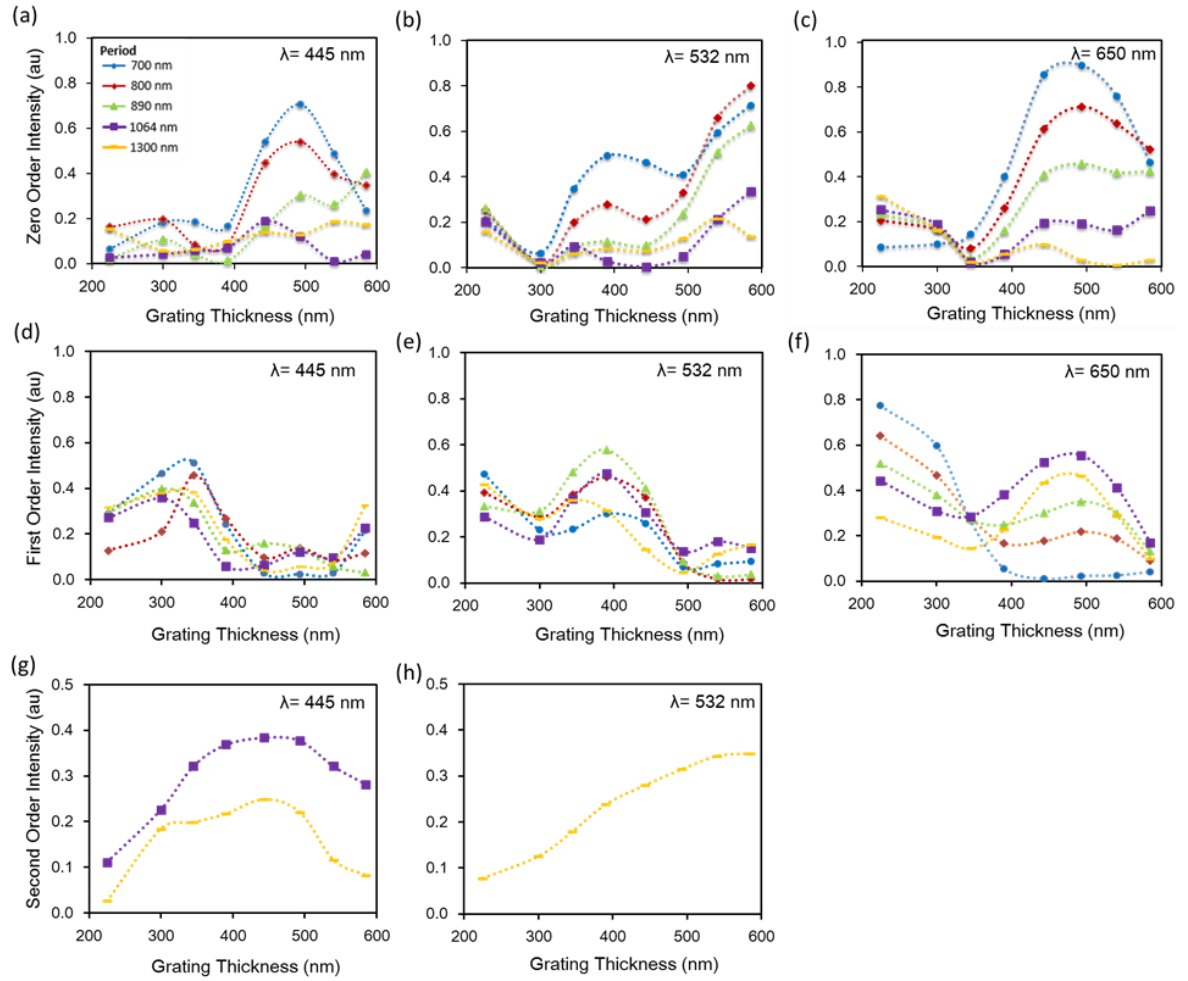 (a)
Zero Order Intensity (au)
1.0
0.8
0.6
0.4
0.2
0.0
Period
700 nm
800 nm
890 nm
1064 nm
1300 nm
λ= 445 nm
200 300 400 500 600
Grating Thickness (nm)
(b)
1.0
0.8
0.6
0.4
0.2
0.0
λ= 532 nm
200 300 400 500 600
Grating Thickness (nm)
(c)
1.0
0.8
0.6
0.4
0.2
0.0
λ= 650 nm
200 300 400 500 600
Grating Thickness (nm)
(d)
First Order Intensity (au)
1.0
0.8
0.6
0.4
0.2
0.0
λ= 445 nm
200 300 400 500 600
Grating Thickness (nm)
(e)
1.0
0.8
0.6
0.4
0.2
0.0
λ= 532 nm
200 300 400 500 600
Grating Thickness (nm)
(f)
1.0
0.8
0.6
0.4
0.2
0.0
λ= 650 nm
200 300 400 500 600
Grating Thickness (nm)
(g)
Second Order Intensity (au)
0.5
0.4
0.3
0.2
0.1
0.0
λ= 445 nm
200 300 400 500 600
Grating Thickness (nm)
(h)
0.5
0.4
0.3
0.2
0.1
0.0
λ= 532 nm
200 300 400 500 600
Grating Thickness (nm)